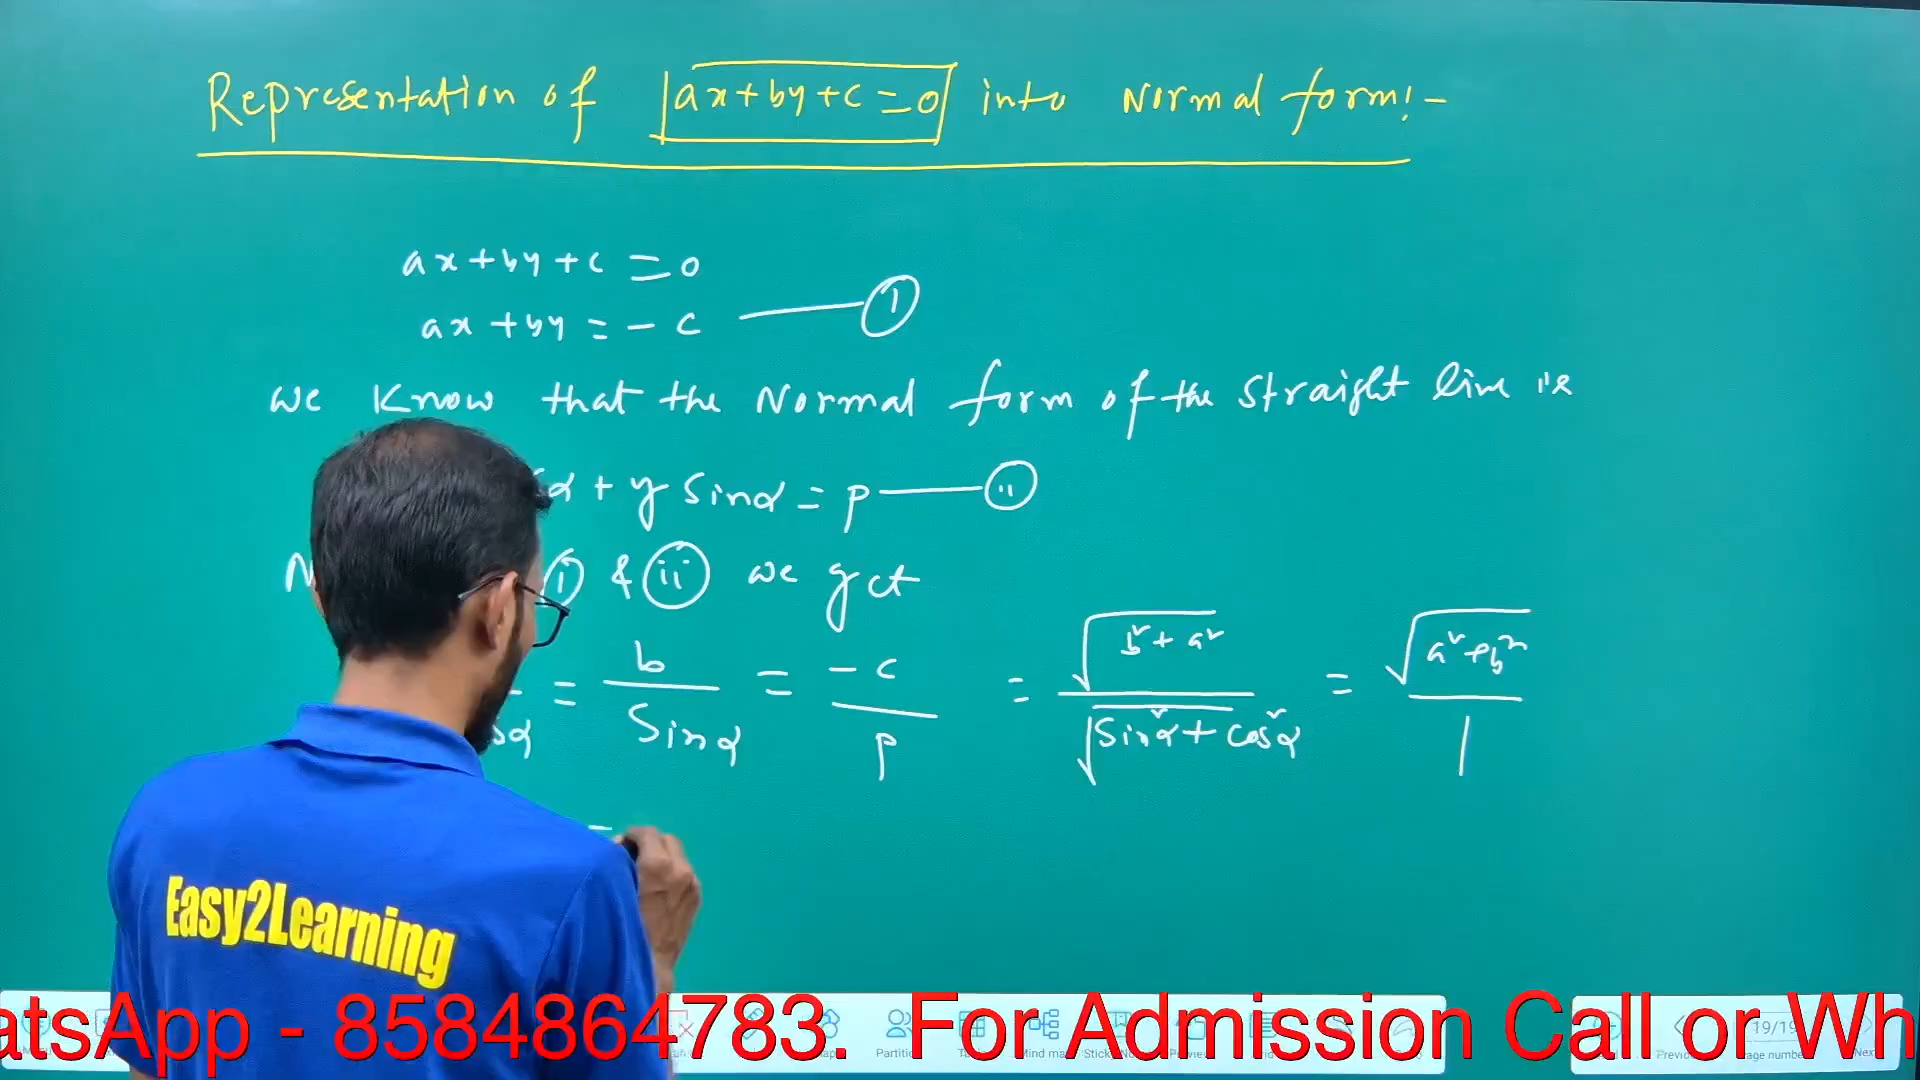 Representation of ax+by+c=0 into Normal form:-
ax+by+c=0
ax+by=-c —— i
We know that the Normal form of the straight line is
α + y Sinα = p —— ii
i & ii we get
= b/Sinα = -c/p = √(b²+a²)/√(Sin²α+cos²α) = √(a²+b²)/1
=
Easy2Learning
atsApp - 8584864783. For Admission Call or Wh
19/19